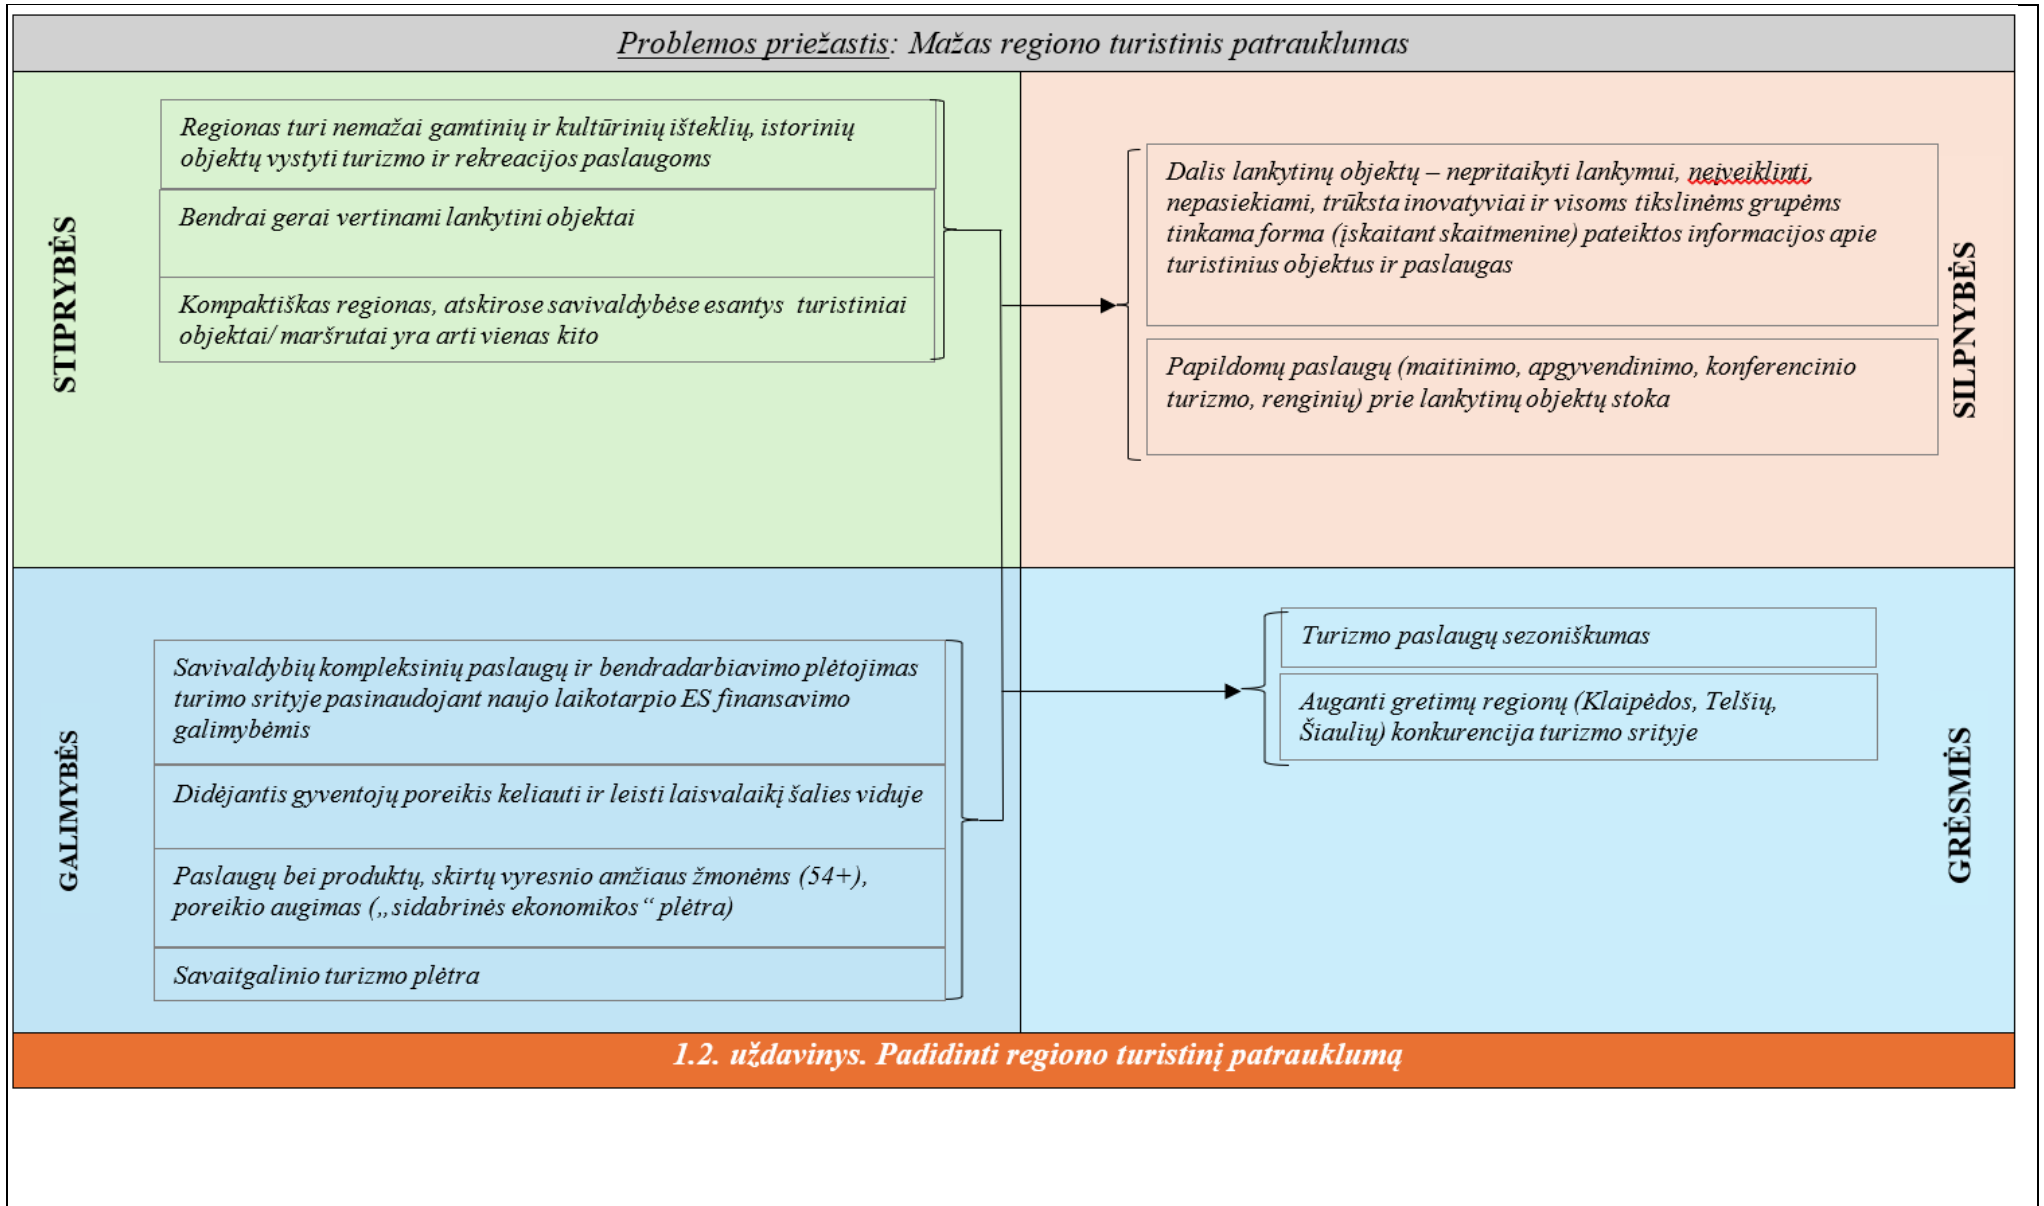 Problemos priežastis: Mažas regiono turistinis patrauklumas
STIPRYBĖS
Regionas turi nemažai gamtinių ir kultūrinių išteklių, istorinių
objektų vystyti turizmo ir rekreacijos paslaugoms
Bendrai gerai vertinami lankytini objektai
Kompaktiškas regionas, atskirose savivaldybėse esantys turistiniai
objektai/ maršrutai yra arti vienas kito
SILPNYBĖS
Dalis lankytinų objektų – nepritaikyti lankymui, neįveiklinti,
nepasiekiami, trūksta inovatyviai ir visoms tikslinėms grupėms
tinkama forma (įskaitant skaitmenine) pateiktos informacijos apie
turistinius objektus ir paslaugas
Papildomų paslaugų (maitinimo, apgyvendinimo, konferencinio
turizmo, renginių) prie lankytinų objektų stoka
GALIMYBĖS
Savivaldybių kompleksinių paslaugų ir bendradarbiavimo plėtojimas
turimo srityje pasinaudojant naujo laikotarpio ES finansavimo
galimybėmis
Didėjantis gyventojų poreikis keliauti ir leisti laisvalaikį šalies viduje
Paslaugų bei produktų, skirtų vyresnio amžiaus žmonėms (54+),
poreikio augimas („sidabrinės ekonomikos“ plėtra)
Savaitgalinio turizmo plėtra
GRĖSMĖS
Turizmo paslaugų sezoniškumas
Auganti gretimų regionų (Klaipėdos, Telšių,
Šiaulių) konkurencija turizmo srityje
1.2. uždavinys. Padidinti regiono turistinį patrauklumą